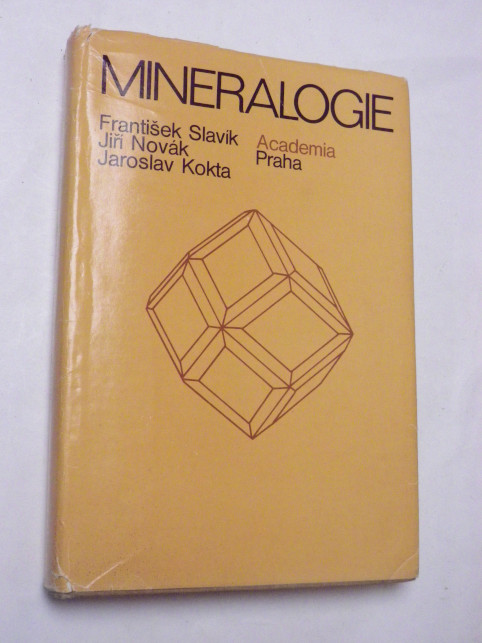 MINERALOGIE
František Slavík
Jiří Novák
Jaroslav Kokta
Academia
Praha